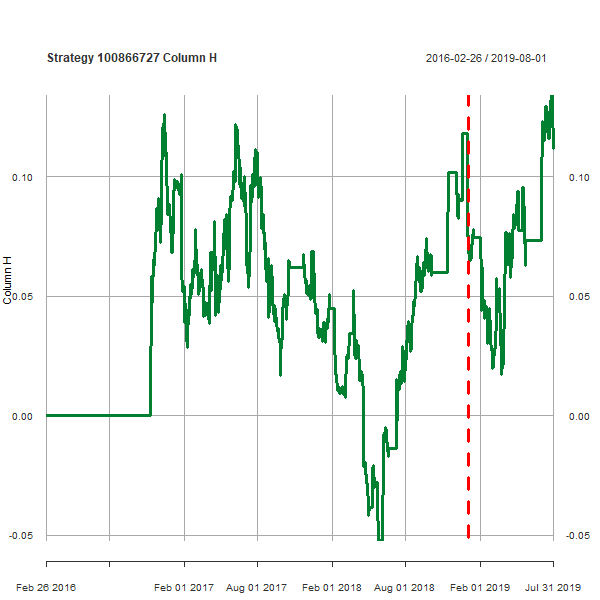 Strategy 100866727 Column H
2016-02-26 / 2019-08-01
0.10
0.10
Column H
0.05
0.05
0.00
0.00
-0.05
-0.05
Feb 26 2016
Feb 01 2017
Aug 01 2017
Feb 01 2018
Aug 01 2018
Feb 01 2019
Jul 31 2019